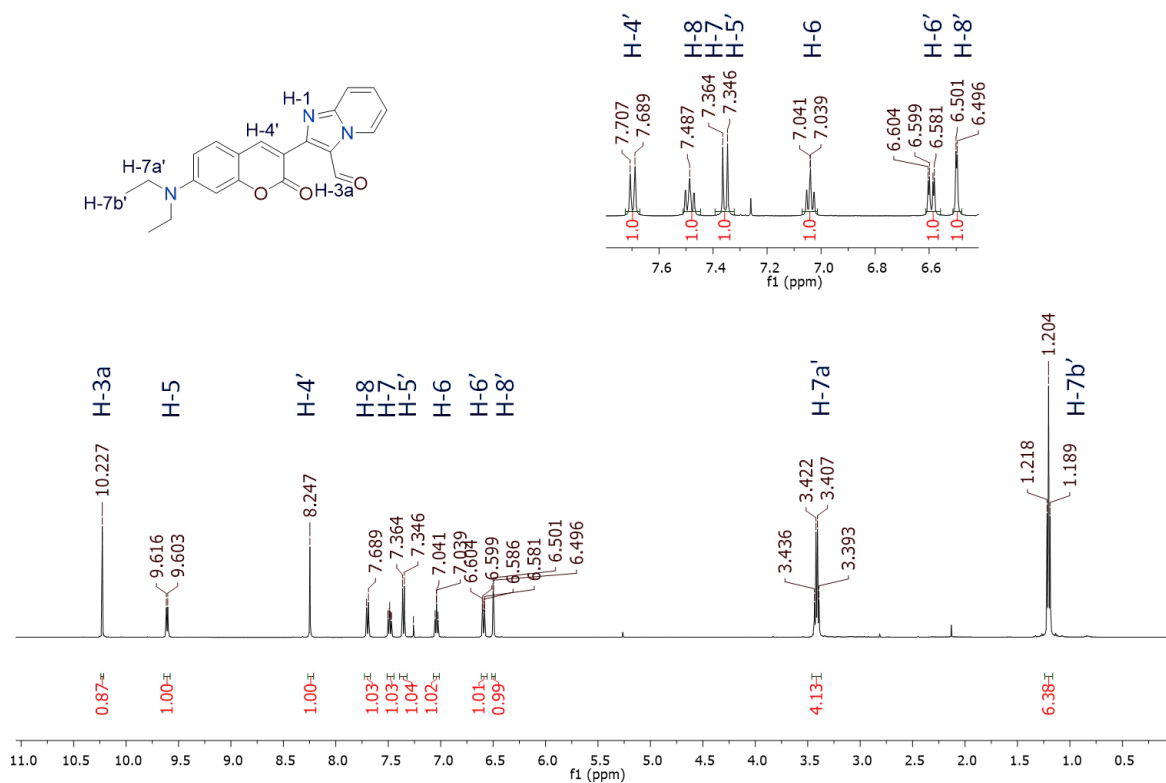 H-1
N
N
H-4'
H-7a'
H-7b'
N
O
O
O
H-3a
H-4'
H-8
H-7
H-5'
H-6
H-6'
H-8'
7.707
7.689
7.487
7.364
7.346
7.041
7.039
6.604
6.599
6.581
6.501
6.496
1.0
1.0
1.0
1.0
1.0
1.0
7.6
7.4
7.2
7.0
6.8
6.6
f1 (ppm)
H-3a
H-5
H-4'
H-8
H-7
H-5'
H-6
H-6'
H-8'
H-7a'
H-7b'
10.227
9.616
9.603
8.247
7.689
7.364
7.346
7.041
7.039
6.604
6.599
6.586
6.581
6.501
6.496
3.436
3.422
3.407
3.393
1.218
1.204
1.189
0.87
1.00
1.00
1.03
1.03
1.04
1.02
1.01
0.99
4.13
6.38
11.0 10.5 10.0 9.5 9.0 8.5 8.0 7.5 7.0 6.5 6.0 5.5 5.0 4.5 4.0 3.5 3.0 2.5 2.0 1.5 1.0 0.5
f1 (ppm)